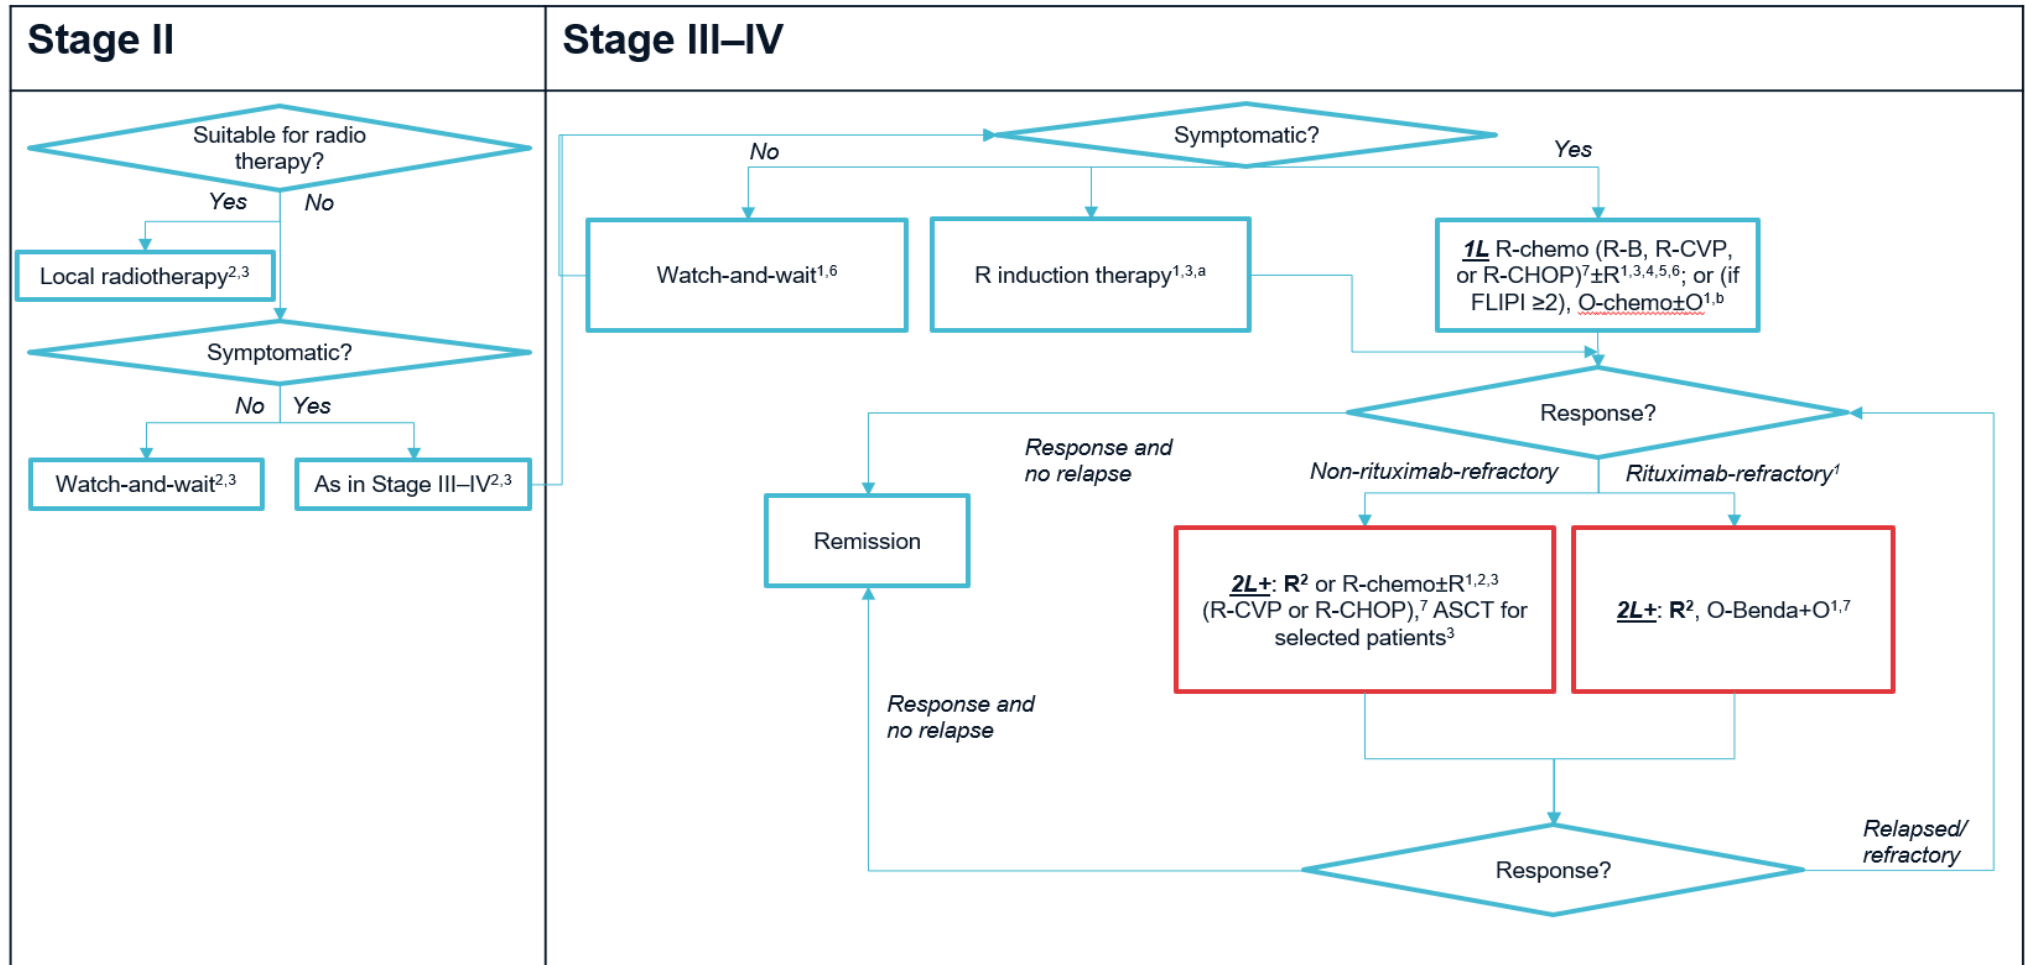 Stage II
Stage III–IV
Suitable for radio
therapy?
Yes
No
Local radiotherapy2,3
Symptomatic?
No
Yes
Watch-and-wait2,3
As in Stage III–IV2,3
Symptomatic?
No
Yes
Watch-and-wait1,6
R induction therapy1,3,a
1L R-chemo (R-B, R-CVP,
or R-CHOP)7±R1,3,4,5,6; or (if
FLIPI ≥2), O-chemo±O1,b
Response?
Response and
no relapse
Non-rituximab-refractory
Rituximab-refractory1
Remission
2L+: R2 or R-chemo±R1,2,3
(R-CVP or R-CHOP),7 ASCT for
selected patients3
2L+: R2, O-Benda+O1,7
Response and
no relapse
Relapsed/
refractory
Response?